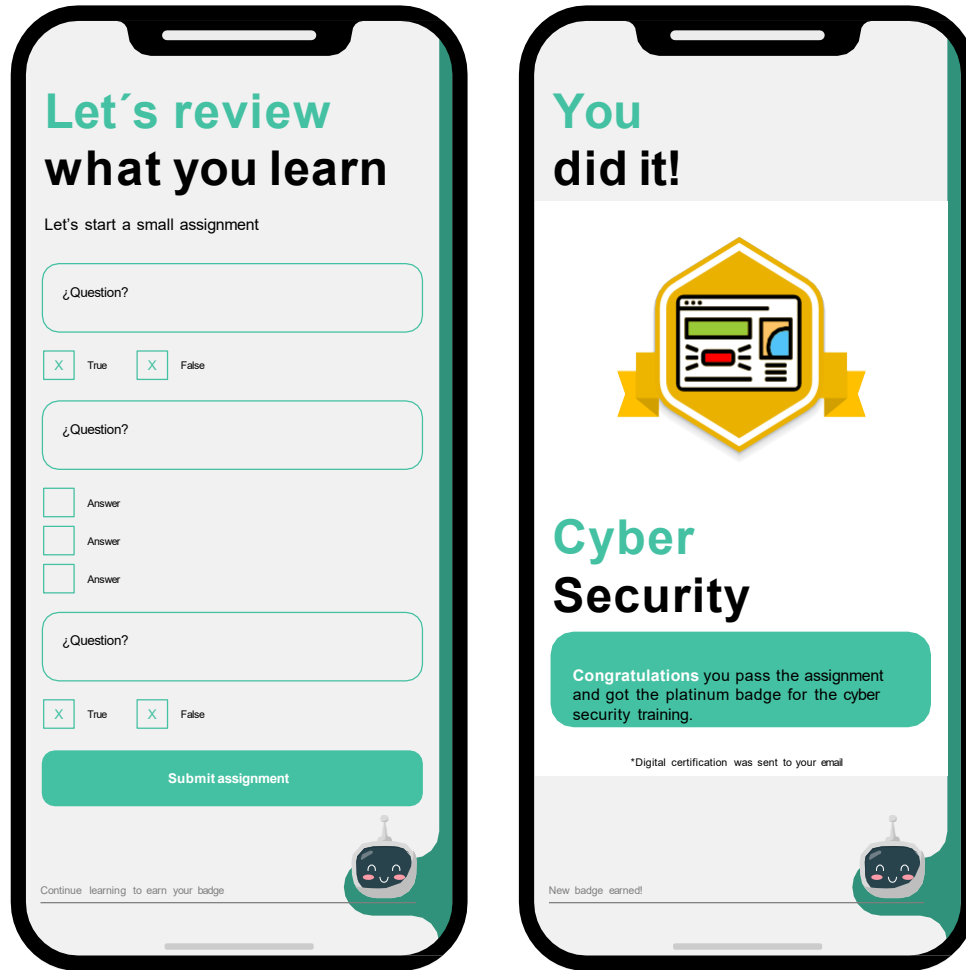 Let´s review
what you learn
Let’s start a small assignment
¿Question?
X True X False
¿Question?
Answer
Answer
Answer
¿Question?
X True X False
Submit assignment
Continue learning to earn your badge
You
did it!
Cyber
Security
Congratulations you pass the assignment
and got the platinum badge for the cyber
security training.
*Digital certification was sent to your email
New badge earned!